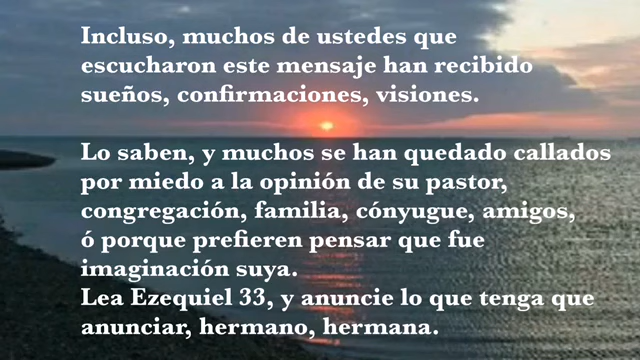 Incluso, muchos de ustedes que
escucharon este mensaje han recibido
sueños, confirmaciones, visiones.
Lo saben, y muchos se han quedado callados
por miedo a la opinión de su pastor,
congregación, familia, cónyugue, amigos,
ó porque prefieren pensar que fue
imaginación suya.
Lea Ezequiel 33, y anuncie lo que tenga que
anunciar, hermano, hermana.